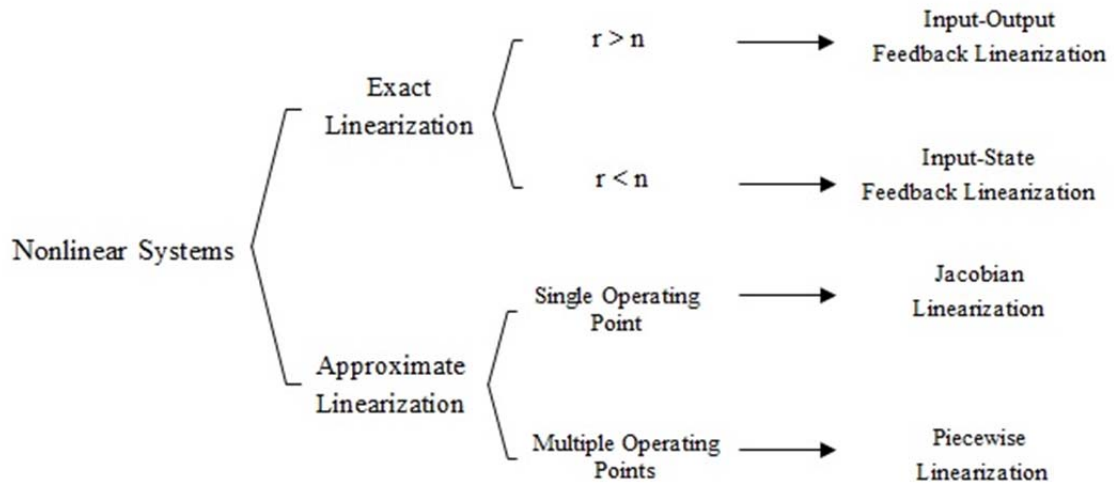 Nonlinear Systems
Exact
Linearization
r > n
Input-Output
Feedback Linearization
r < n
Input-State
Feedback Linearization
Approximate
Linearization
Single Operating
Point
Jacobian
Linearization
Multiple Operating
Points
Piecewise
Linearization